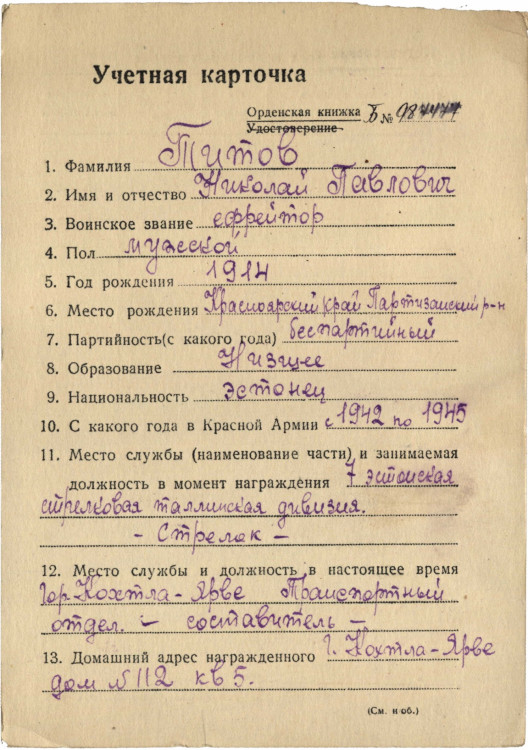 Учетная карточка
Орденская книжка Б № 987477
Удостоверение
1. Фамилия Титов
2. Имя и отчество Николай Павлович
3. Воинское звание ефрейтор
4. Пол мужской
5. Год рождения 1914
6. Место рождения Красноярский край Партизанский р-н
7. Партийность(с какого года) беспартийный
8. Образование Низшее
9. Национальность эстонец
10. С какого года в Красной Армии с 1942 по 1945
11. Место службы (наименование части) и занимаемая
должность в момент награждения 7 эстонская
стрелковая таллинская дивизия.
- Стрелок -
12. Место службы и должность в настоящее время
Гор. Кохтла-Ярве Транспортный
отдел. - составитель -
13. Домашний адрес награжденного г. Кохтла-Ярве
дом № 112 кв 5.
(См. н об.)